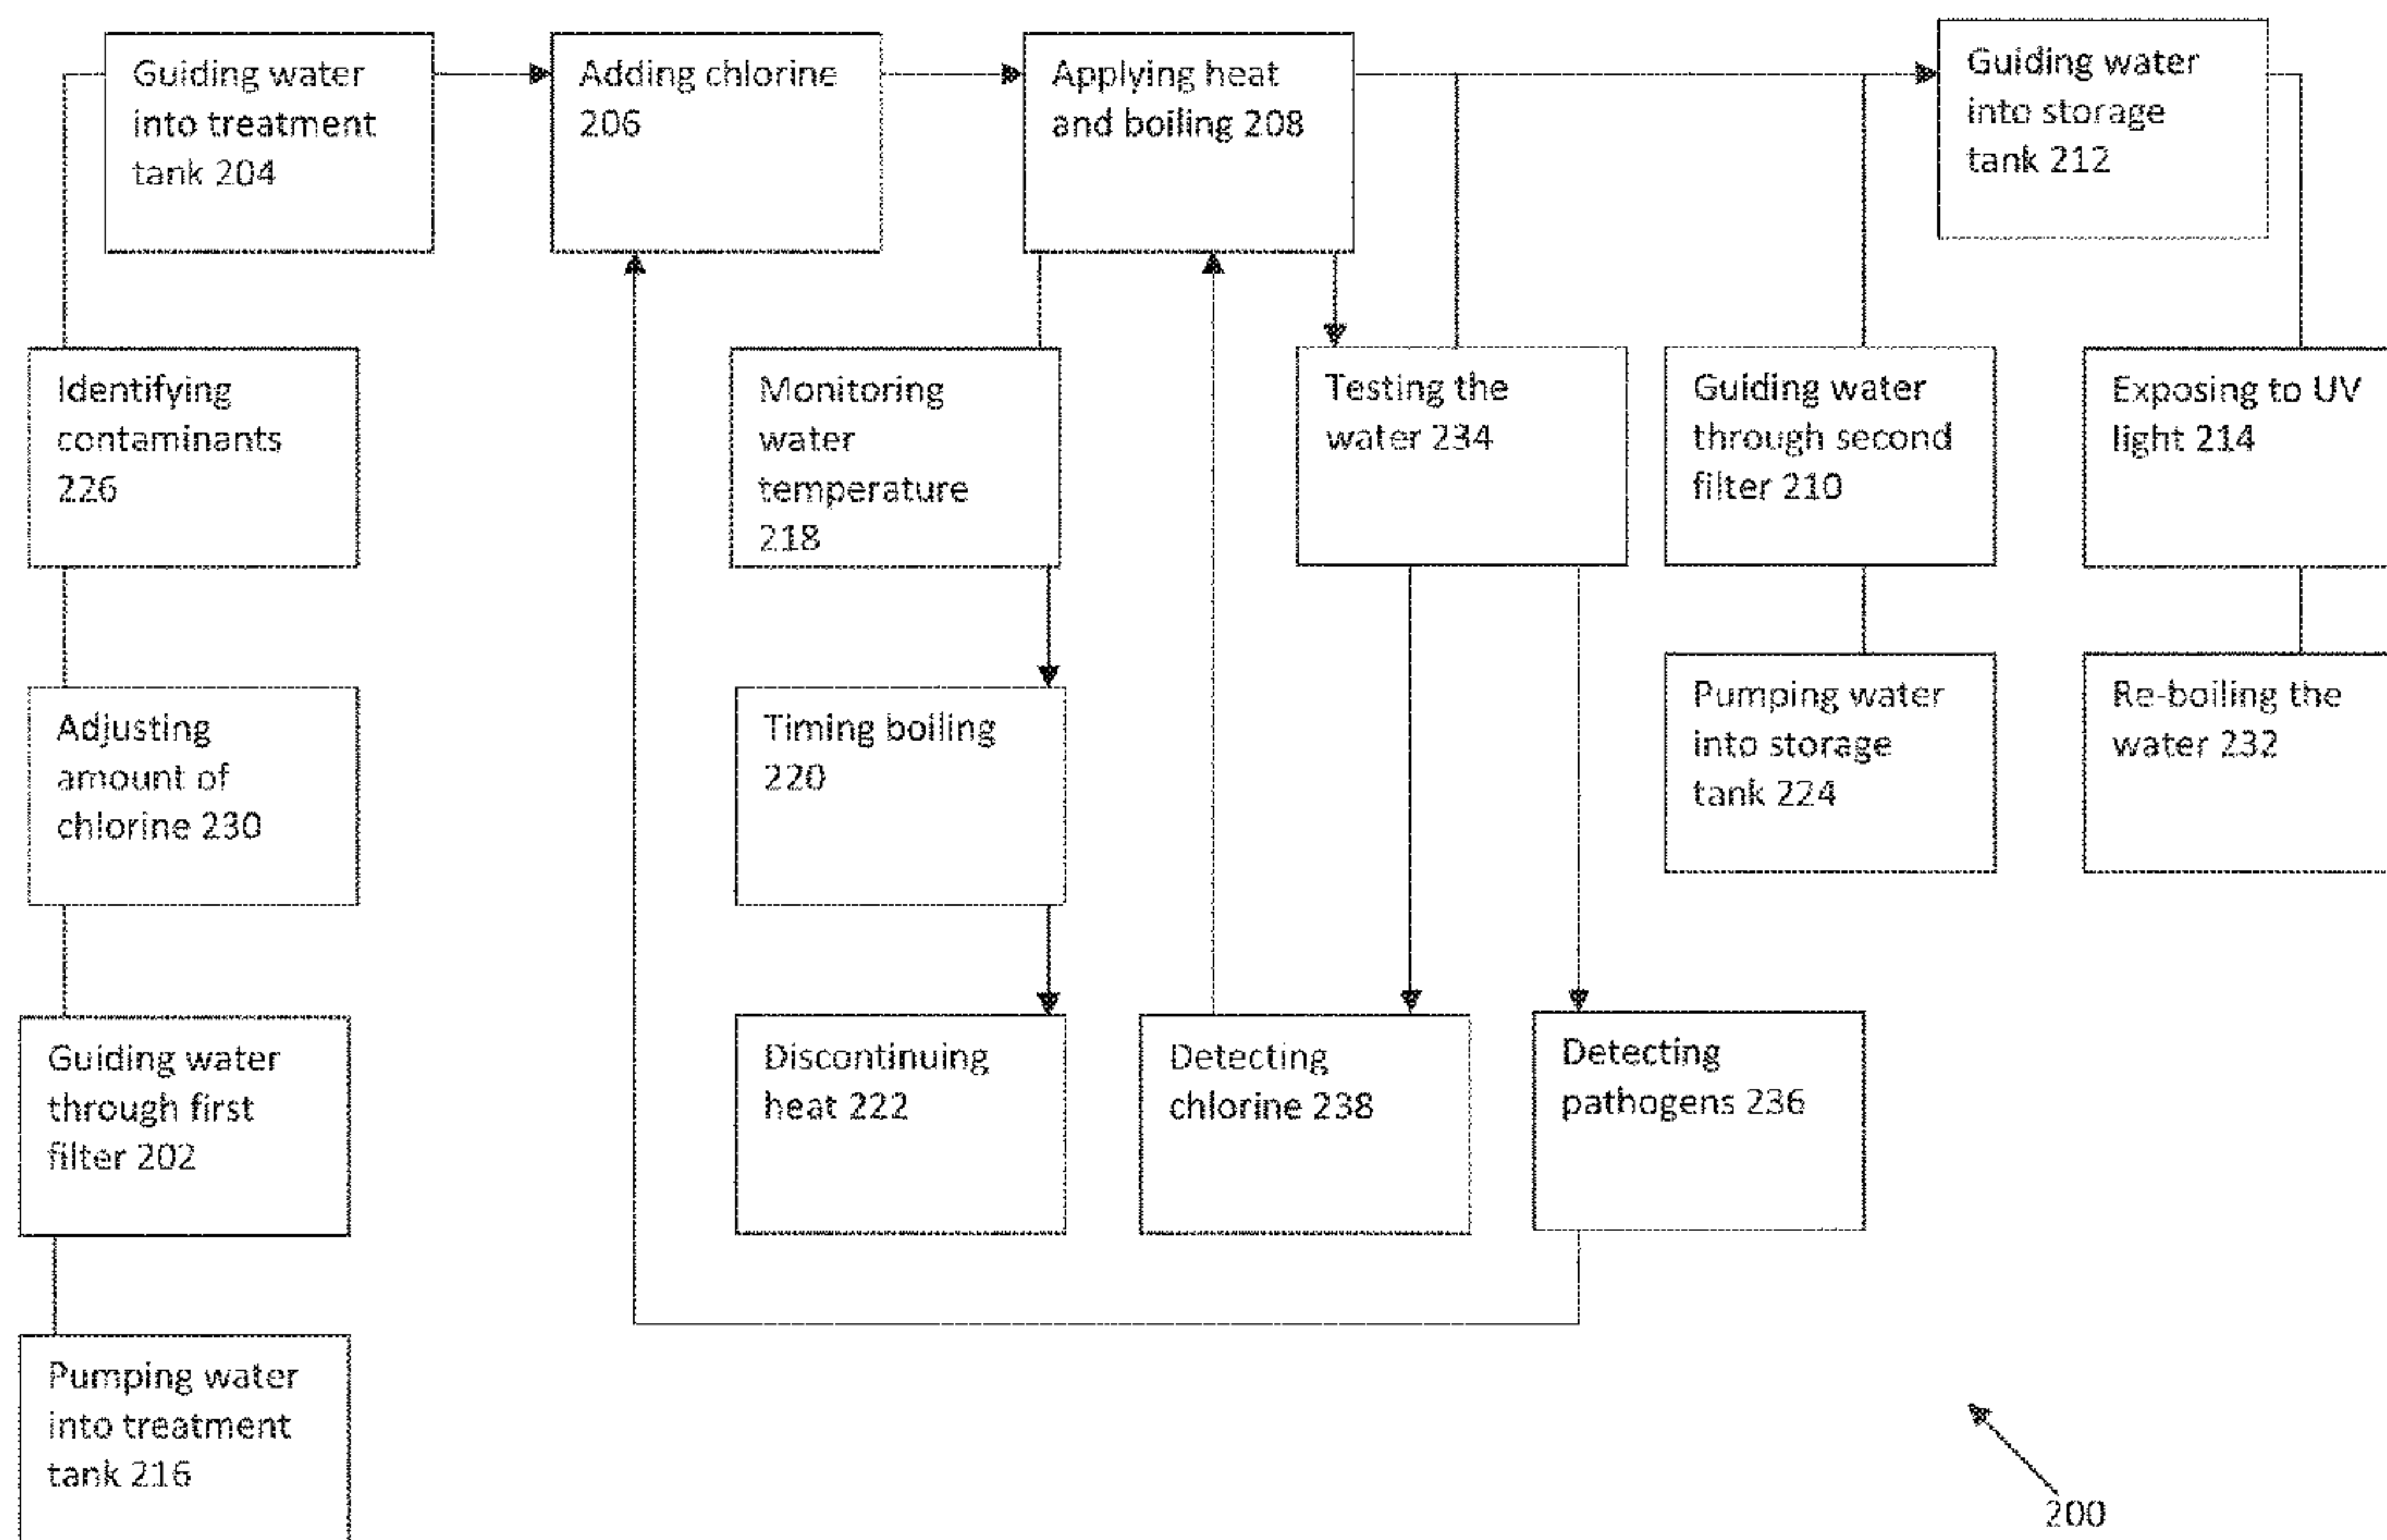 Guiding water
into treatment
tank 204
Adding chlorine
206
Applying heat
and boiling 208
Guiding water
into storage
tank 212
Identifying
contaminants
226
Monitoring
water
temperature
218
Testing the
water 234
Guiding water
through second
filter 210
Exposing to UV
light 214
Adjusting
amount of
chlorine 230
Timing boiling
220
Pumping water
into storage
tank 224
Re-boiling the
water 232
Guiding water
through first
filter 202
Discontinuing
heat 222
Detecting
chlorine 238
Detecting
pathogens 236
Pumping water
into treatment
tank 216
200